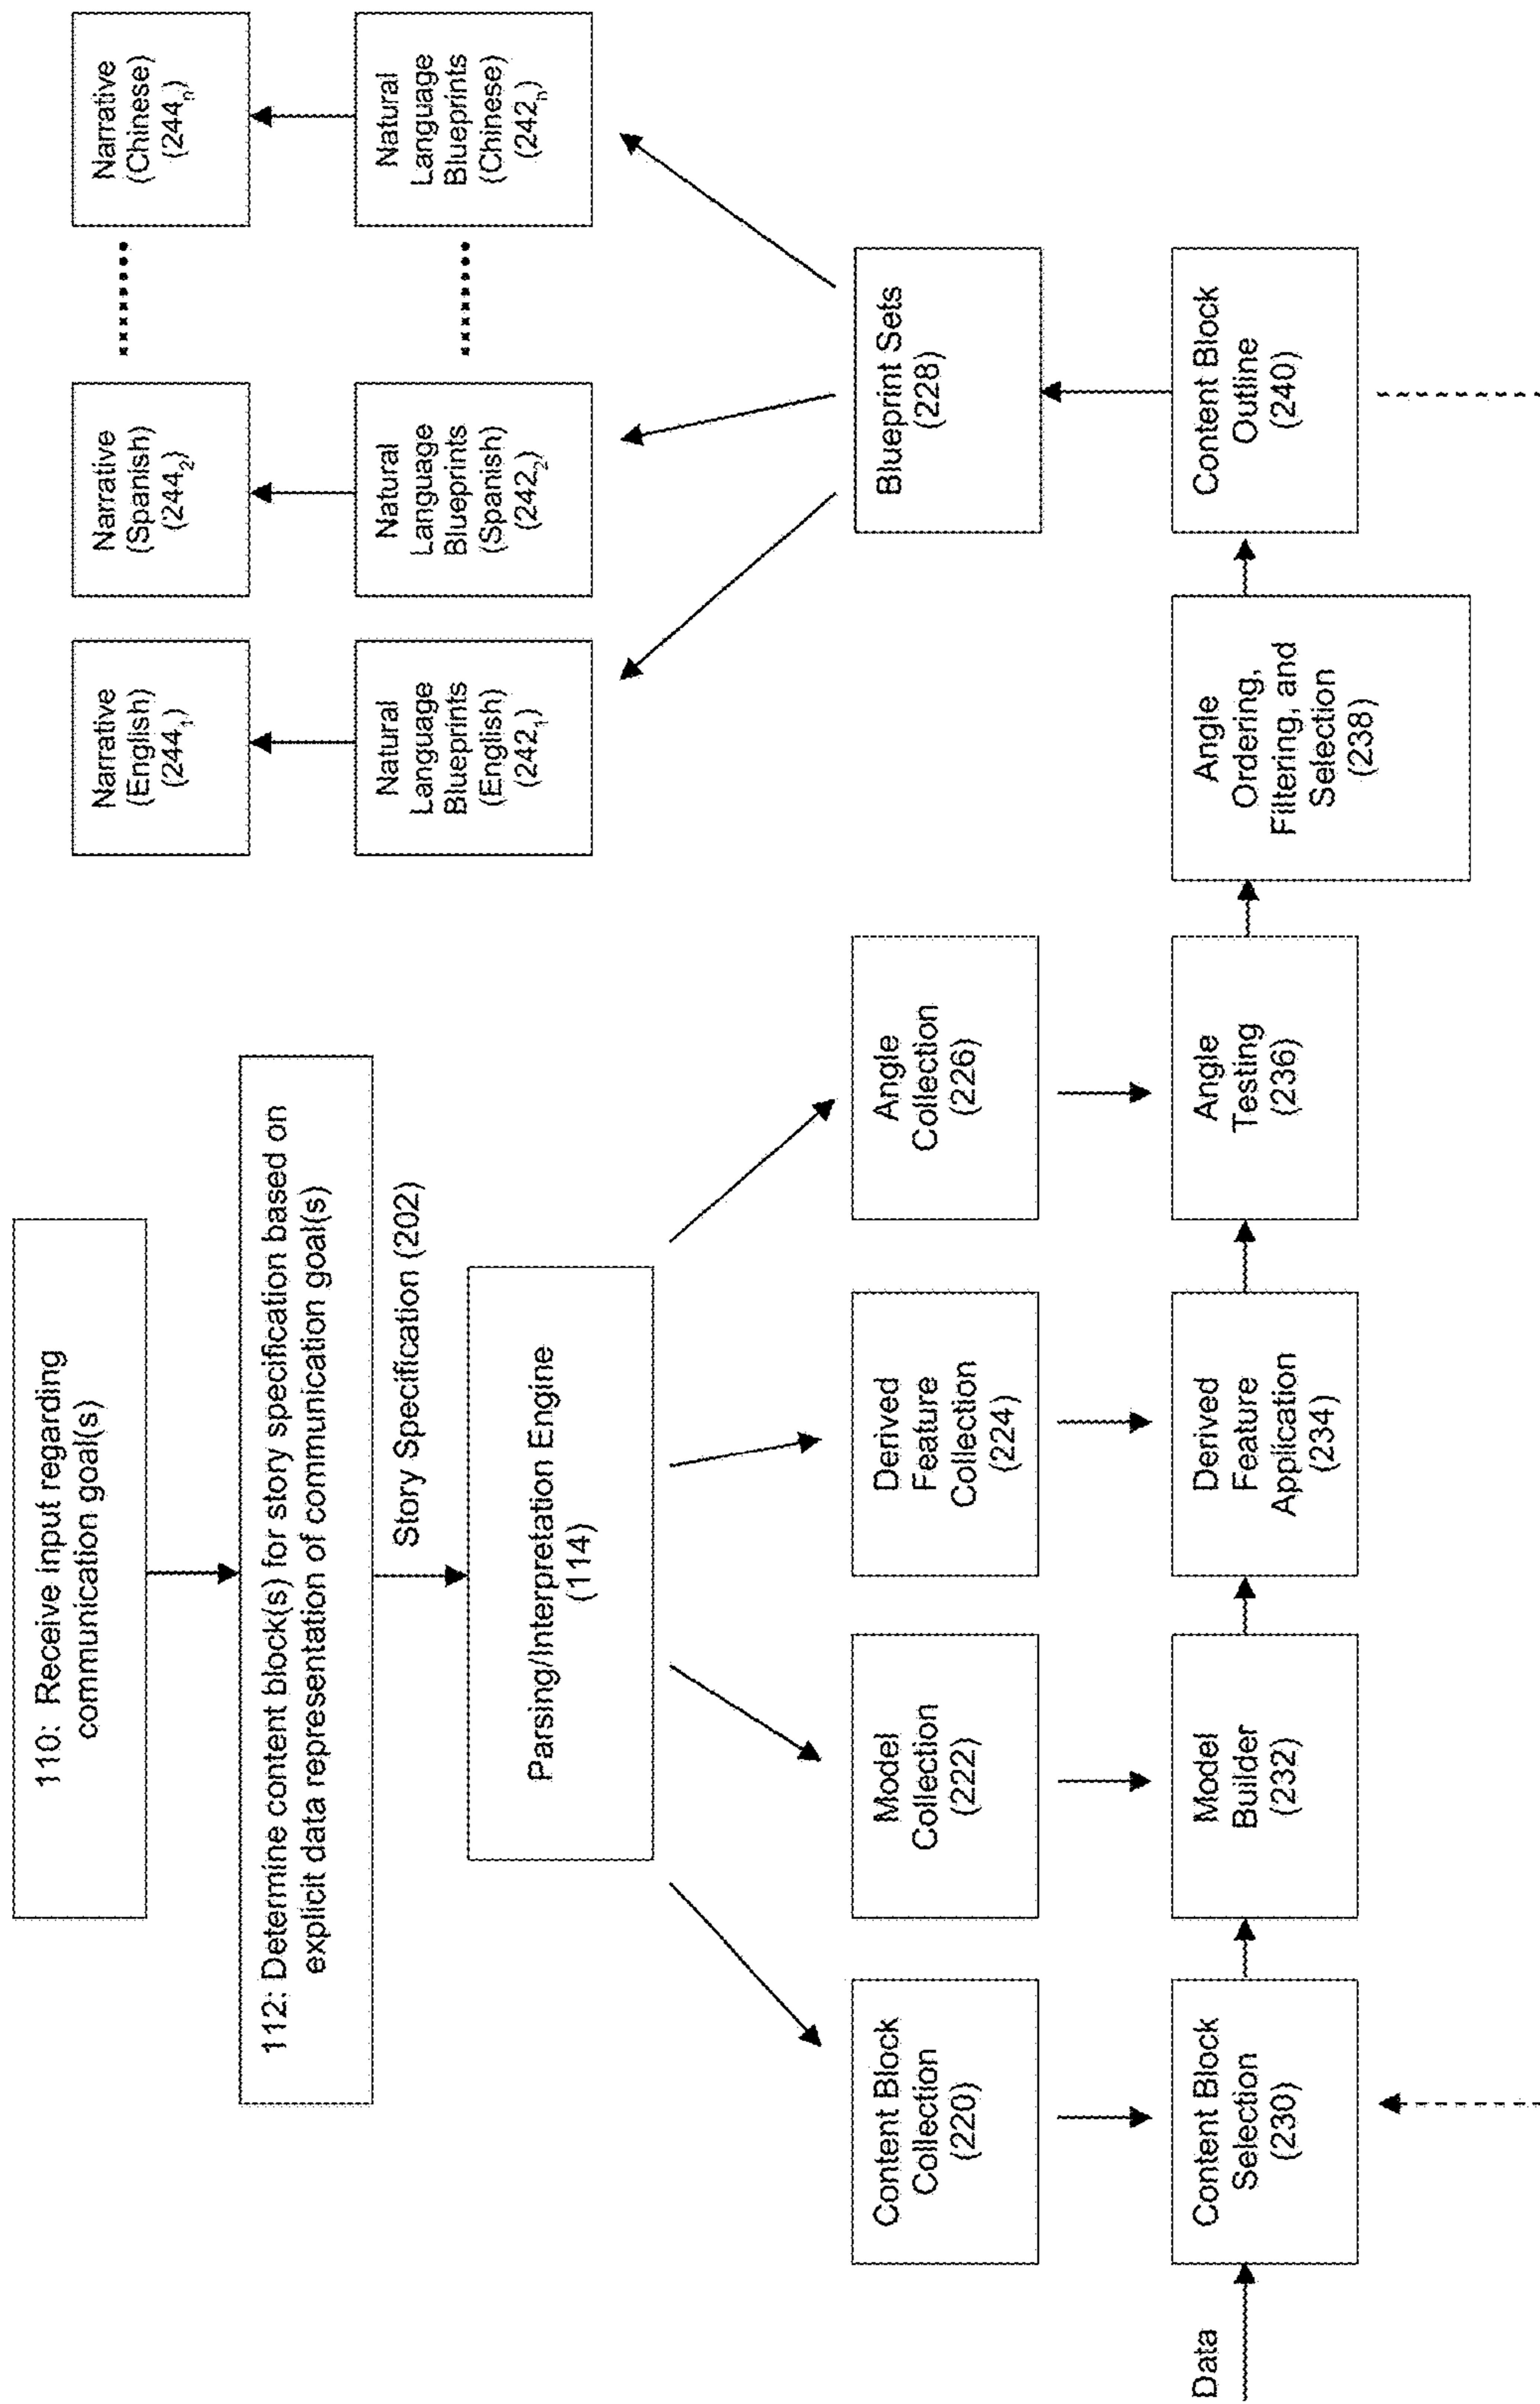 110: Receive input regarding
communication goal(s)
112: Determine content block(s) for story specification based on
explicit data representation of communication goal(s)
Story Specification (202)
Parsing/Interpretation Engine
(114)
Content Block
Collection
(220)
Model
Collection
(222)
Derived
Feature
Collection
(224)
Angle
Collection
(226)
Data
Content Block
Selection
(230)
Model
Builder
(232)
Derived
Feature
Application
(234)
Angle
Testing
(236)
Angle
Ordering,
Filtering, and
Selection
(238)
Content Block
Outline
(240)
Blueprint Sets
(228)
Natural
Language
Blueprints
(English)
(242₁)
Natural
Language
Blueprints
(Spanish)
(242₂)
Natural
Language
Blueprints
(Chinese)
(242ₙ)
Narrative
(English)
(244₁)
Narrative
(Spanish)
(244₂)
Narrative
(Chinese)
(244ₙ)